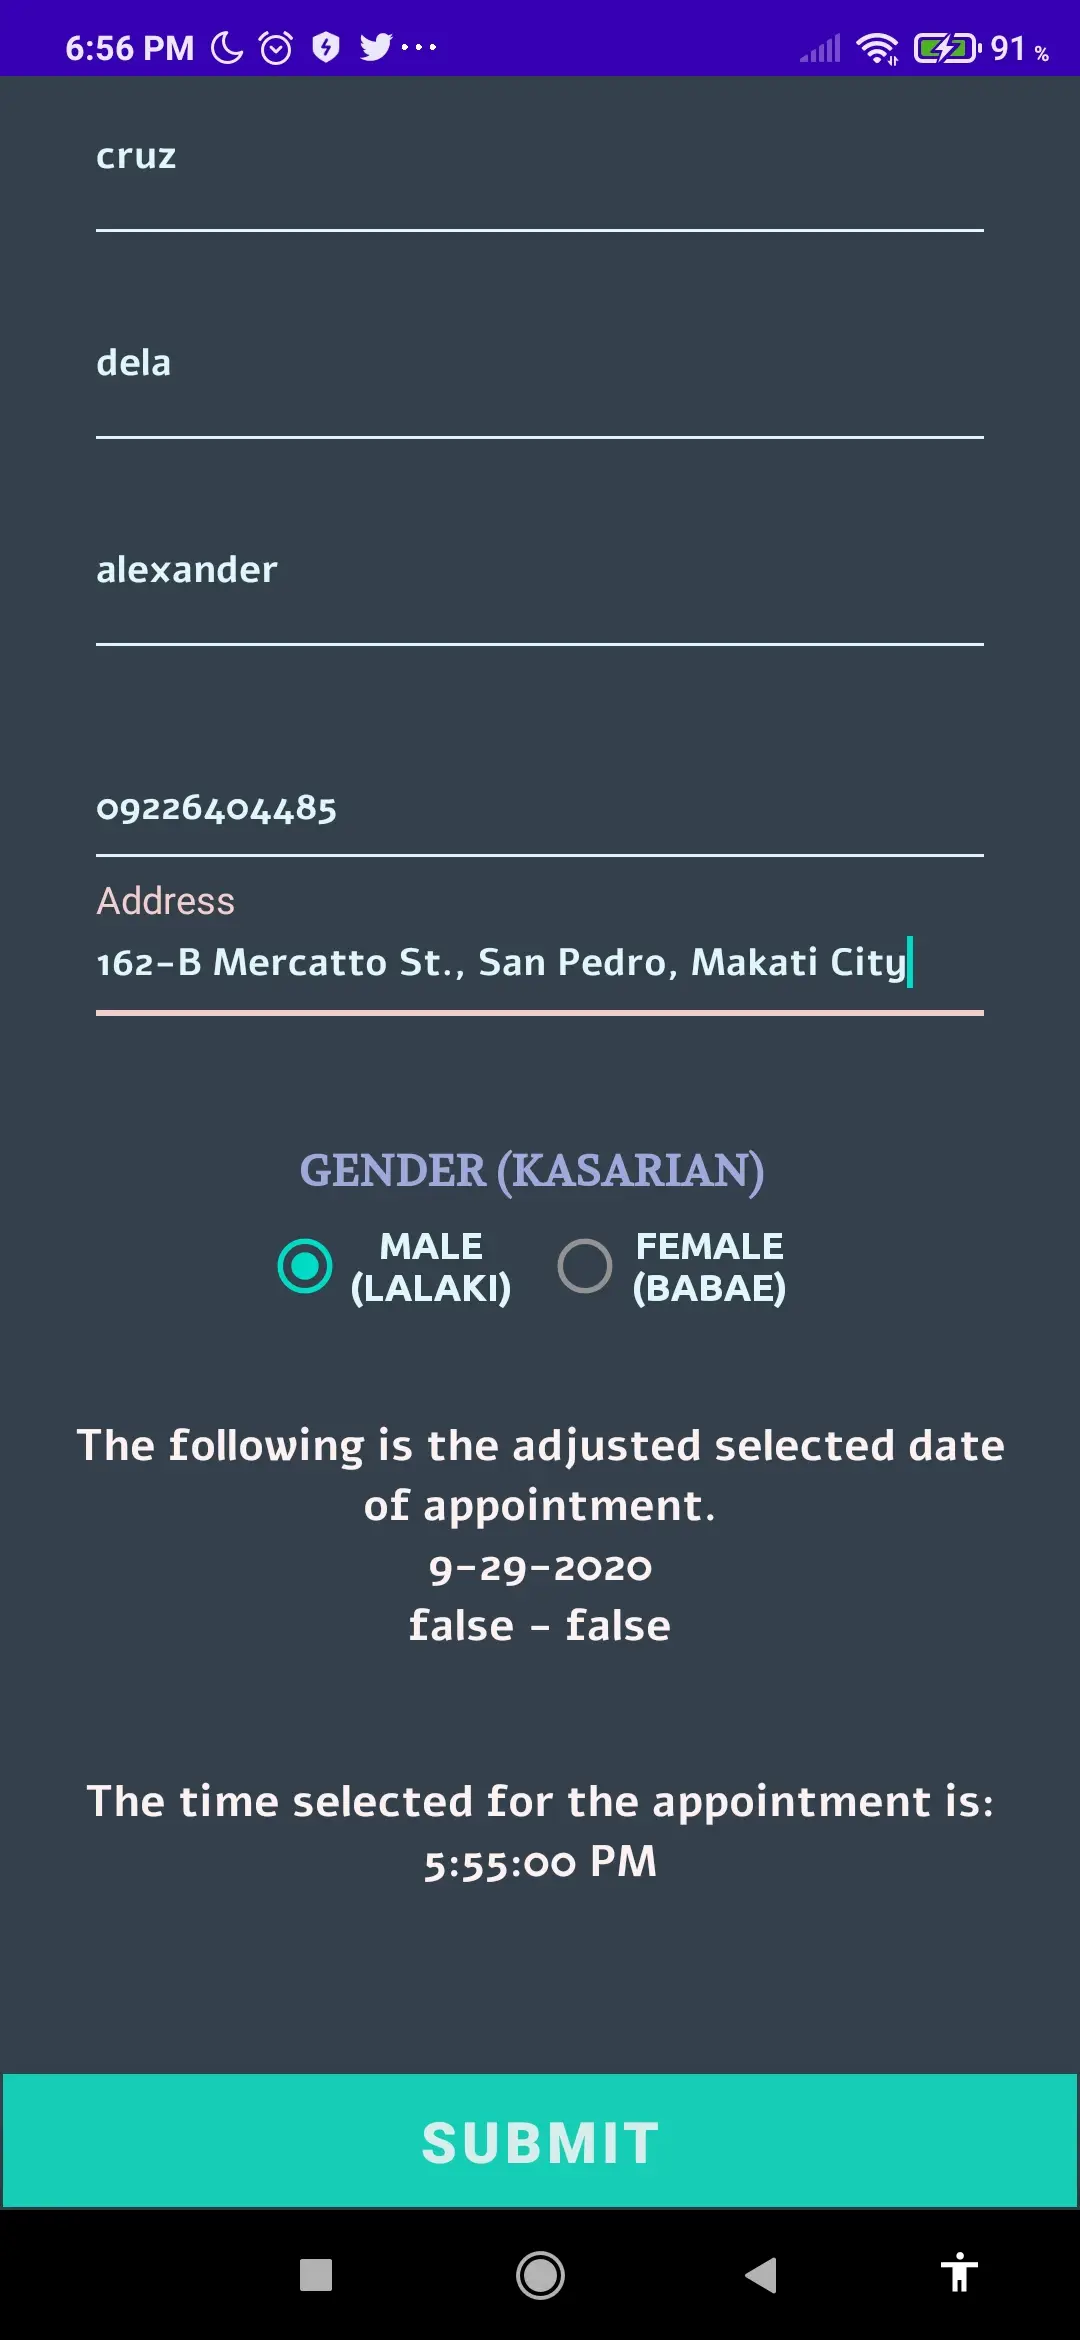 6:56 PM
91 %
cruz
dela
alexander
09226404485
Address
162-B Mercatto St., San Pedro, Makati City
GENDER (KASARIAN)
MALE
(LALAKI)
FEMALE
(BABAE)
The following is the adjusted selected date
of appointment.
9-29-2020
false - false
The time selected for the appointment is:
5:55:00 PM
SUBMIT